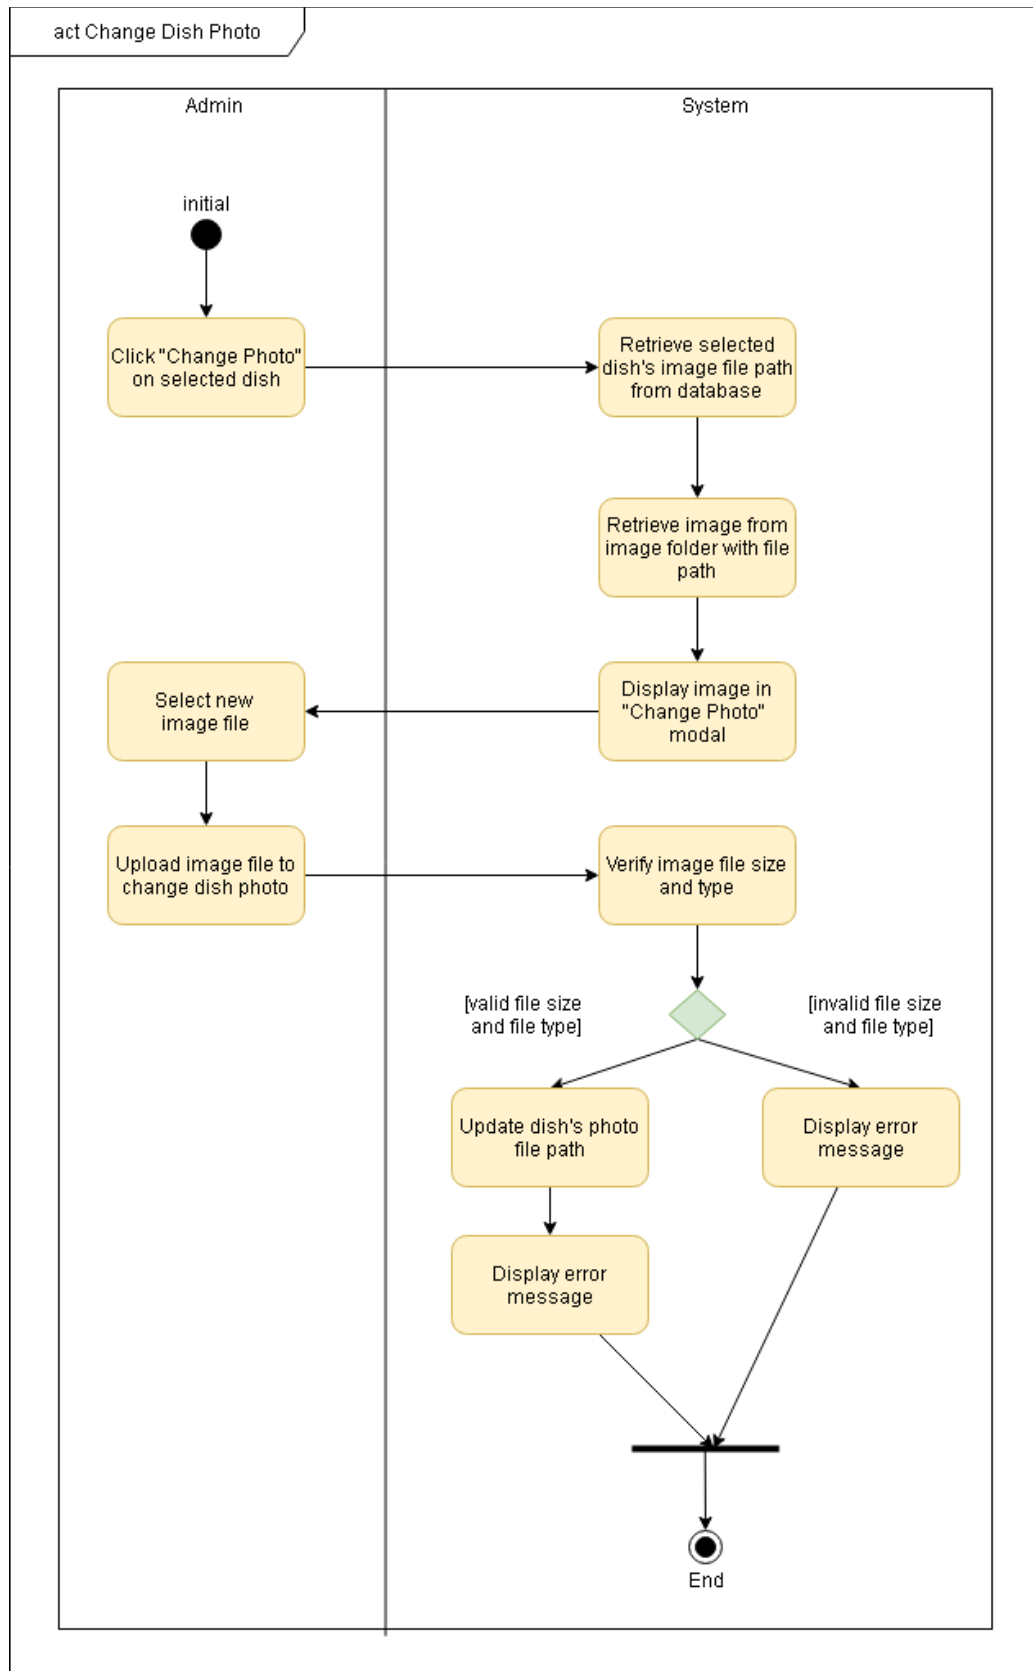 act Change Dish Photo
Admin
System
initial
Click "Change Photo"
on selected dish
Retrieve selected
dish's image file path
from database
Retrieve image from
image folder with file
path
Select new
image file
Display image in
"Change Photo"
modal
Upload image file to
change dish photo
Verify image file size
and type
[valid file size
and file type]
[invalid file size
and file type]
Update dish's photo
file path
Display error
message
Display error
message
End